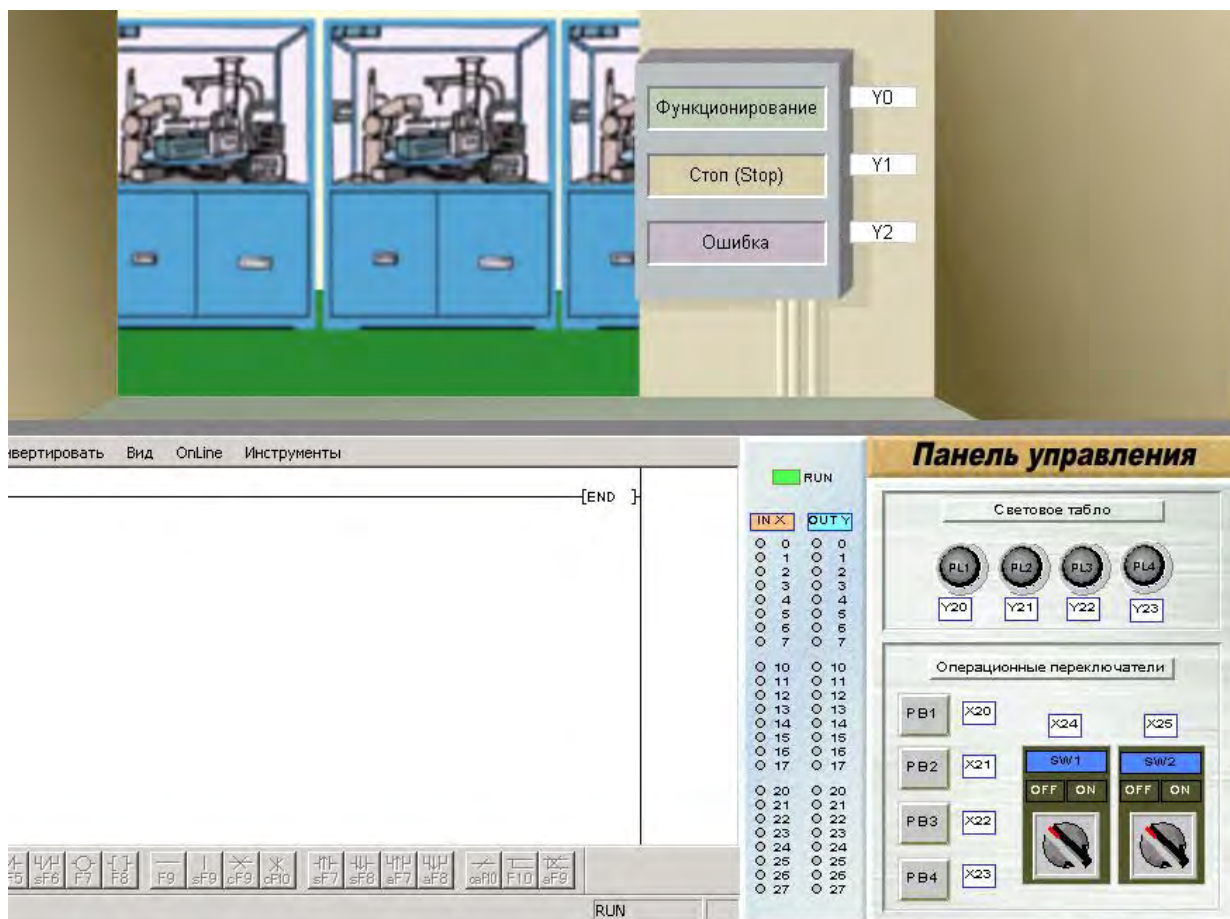 Функционирование
Y0
Стоп (Stop)
Y1
Ошибка
Y2
нвертировать Вид OnLine Инструменты
[END ]
RUN
IN X OUT Y
0 0
1 1
2 2
3 3
4 4
5 5
6 6
7 7
10 10
11 11
12 12
13 13
14 14
15 15
16 16
17 17
20 20
21 21
22 22
23 23
24 24
25 25
26 26
27 27
Панель управления
Световое табло
PL1 PL2 PL3 PL4
Y20 Y21 Y22 Y23
Операционные переключатели
PB1 X20
PB2 X21
PB3 X22
PB4 X23
X24 X25
SW1 SW2
OFF ON OFF ON
F5 sF6 F7 F8 F9 sF9 cF9 cF10 sF7 sF8 aF7 aF8 caF10 F10 aF9
RUN